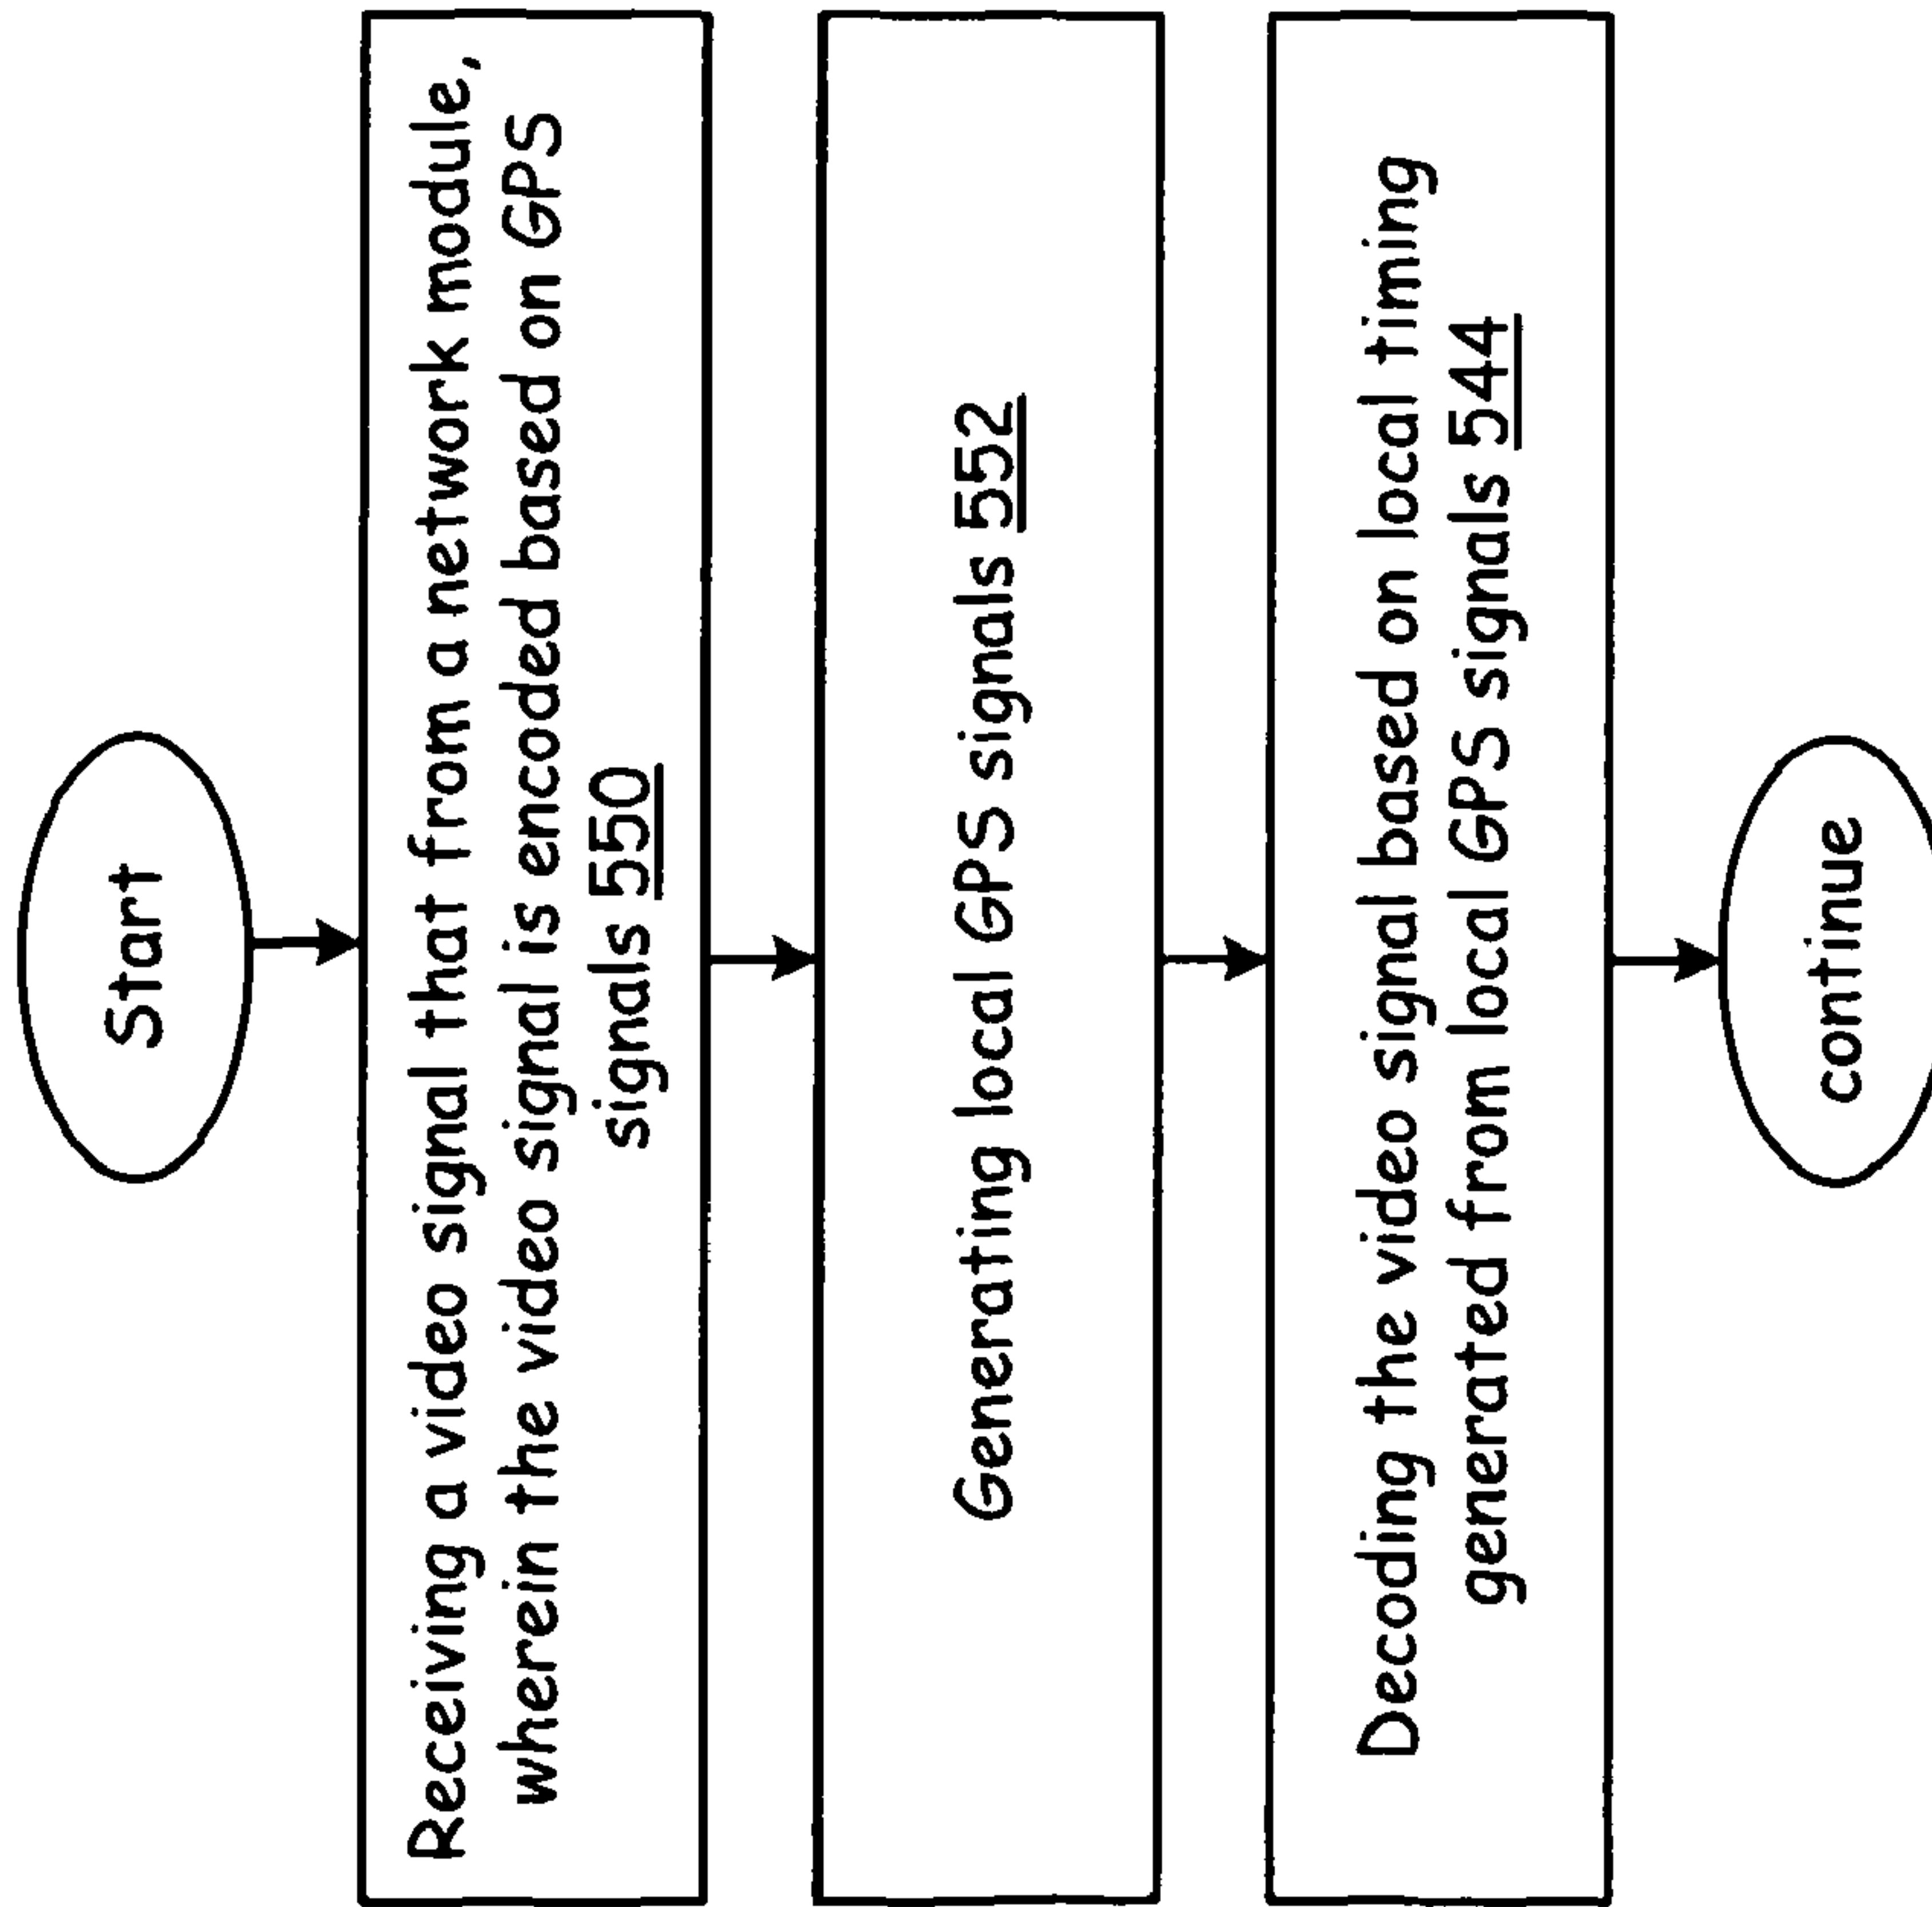 Start
Receiving a video signal that from a network module,
wherein the video signal is encoded based on GPS
signals 550
Generating local GPS signals 552
Decoding the video signal based on local timing
generated from local GPS signals 544
continue